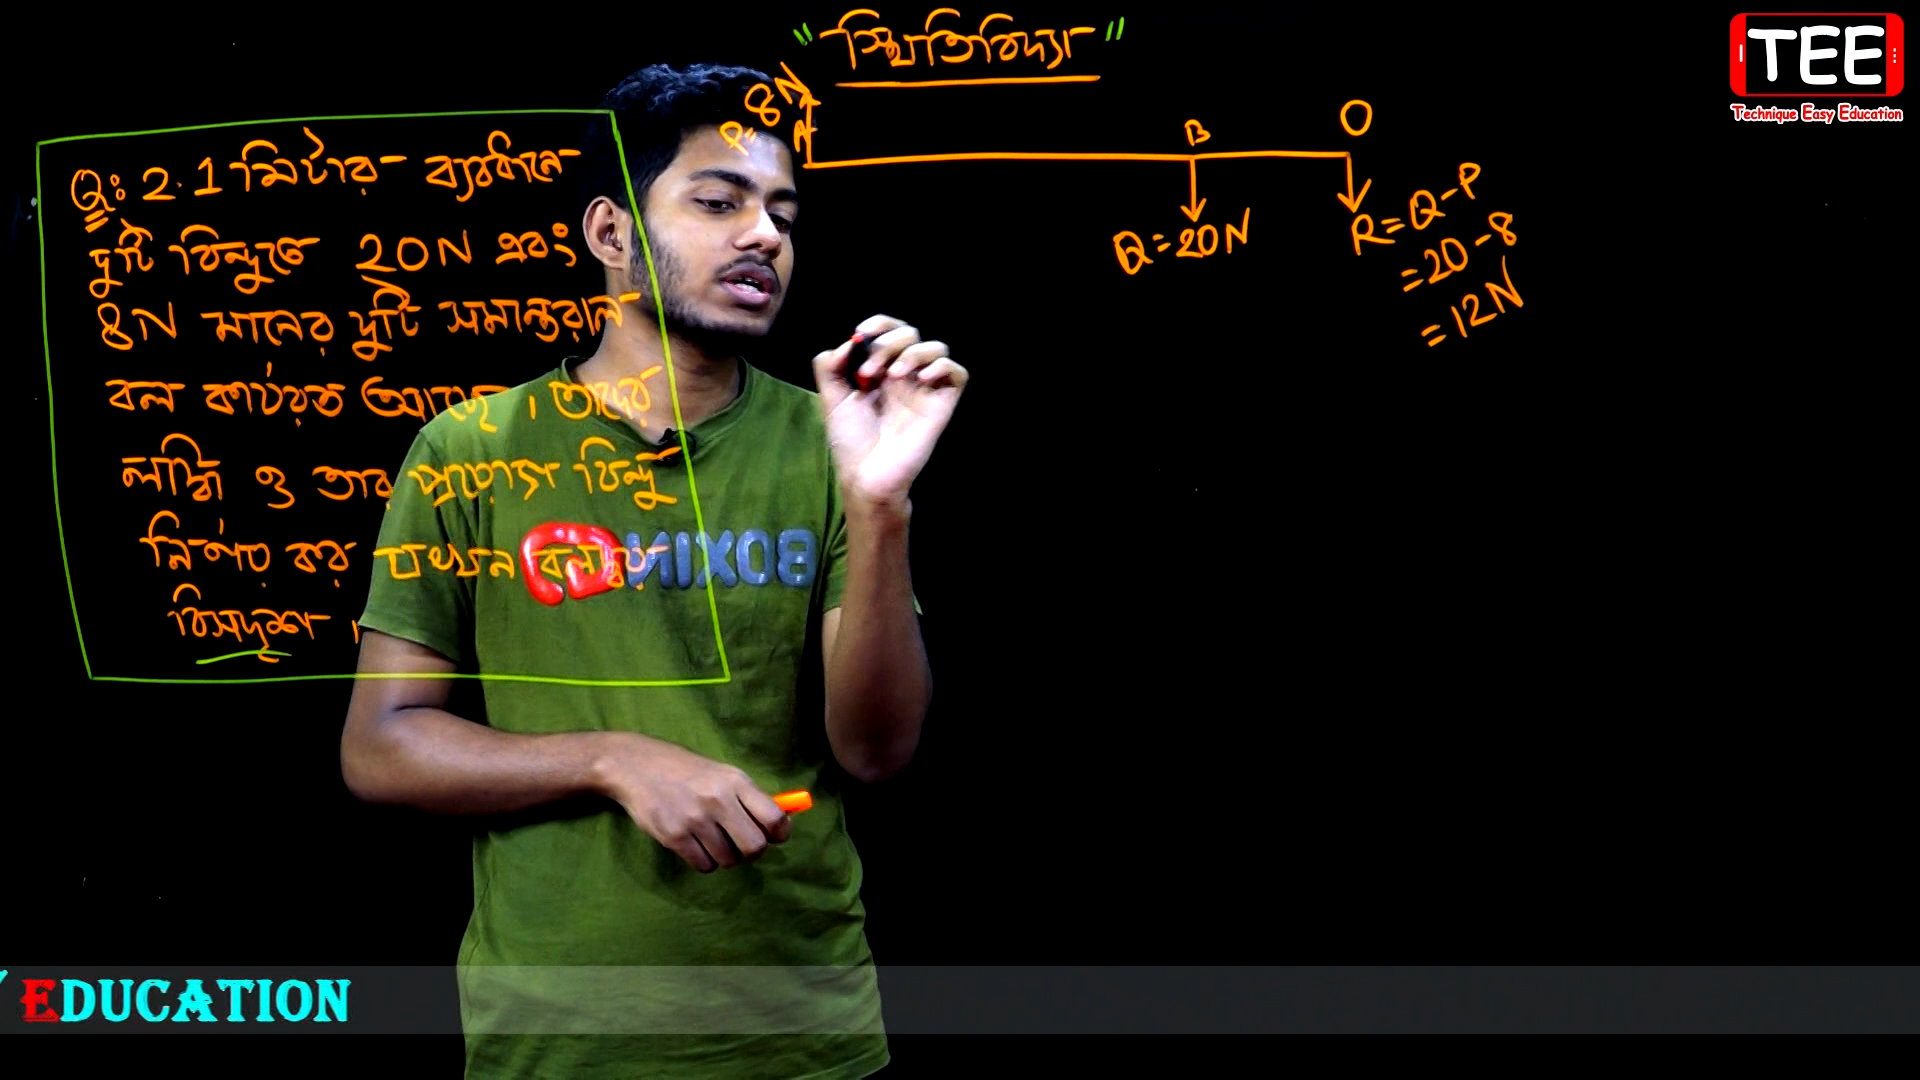 "স্থিতিবিদ্যা"
TEE
Technique Easy Education
Q: 2.1 মিটার ব্যবধানে
দুটি বিন্দুতে 20N এবং
8N মানের দুটি সমান্তরাল
বল কার্যরত আছে। তাদের
লব্ধি ও তার প্রয়োগ বিন্দু
নির্ণয় কর যখন বলদ্বয়
বিসদৃশ।
P=8N
A
B
O
Q=20N
R=Q-P
=20-8
=12N
BOXIN
EDUCATION